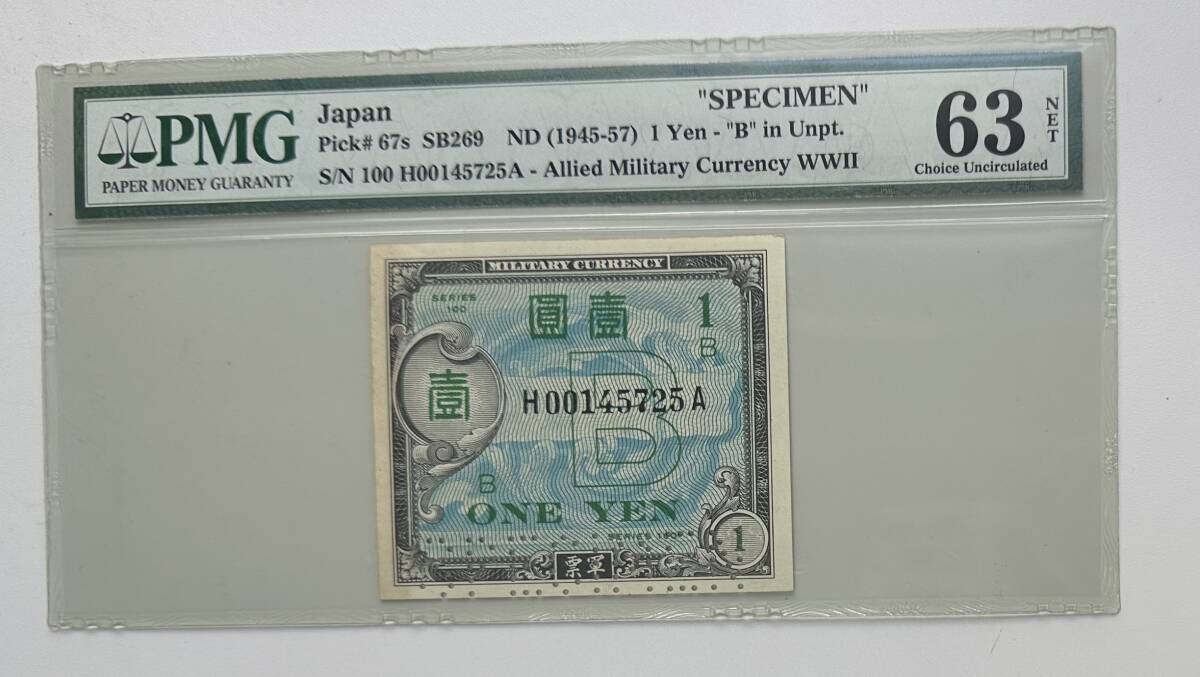 PMG
PAPER MONEY GUARANTY
Japan
"SPECIMEN"
Pick# 67s SB269 ND (1945-57) 1 Yen - "B" in Unpt.
S/N 100 H00145725A - Allied Military Currency WWII
63
NET
Choice Uncirculated
MILITARY CURRENCY
SERIES
100
圓壹
1
B
壹
B
H00145725A
B
ONE YEN
SERIES 100
1
票軍